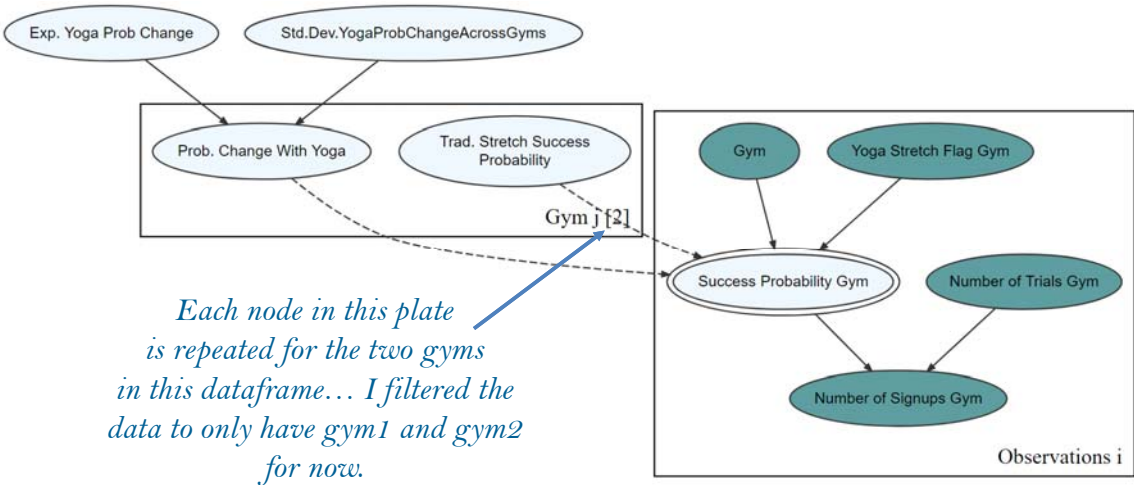 Exp. Yoga Prob Change
Std.Dev.YogaProbChangeAcrossGyms
Prob. Change With Yoga
Trad. Stretch Success
Probability
Gym j [2]
Gym
Yoga Stretch Flag Gym
Success Probability Gym
Number of Trials Gym
Number of Signups Gym
Observations i
Each node in this plate
is repeated for the two gyms
in this dataframe… I filtered the
data to only have gym1 and gym2
for now.